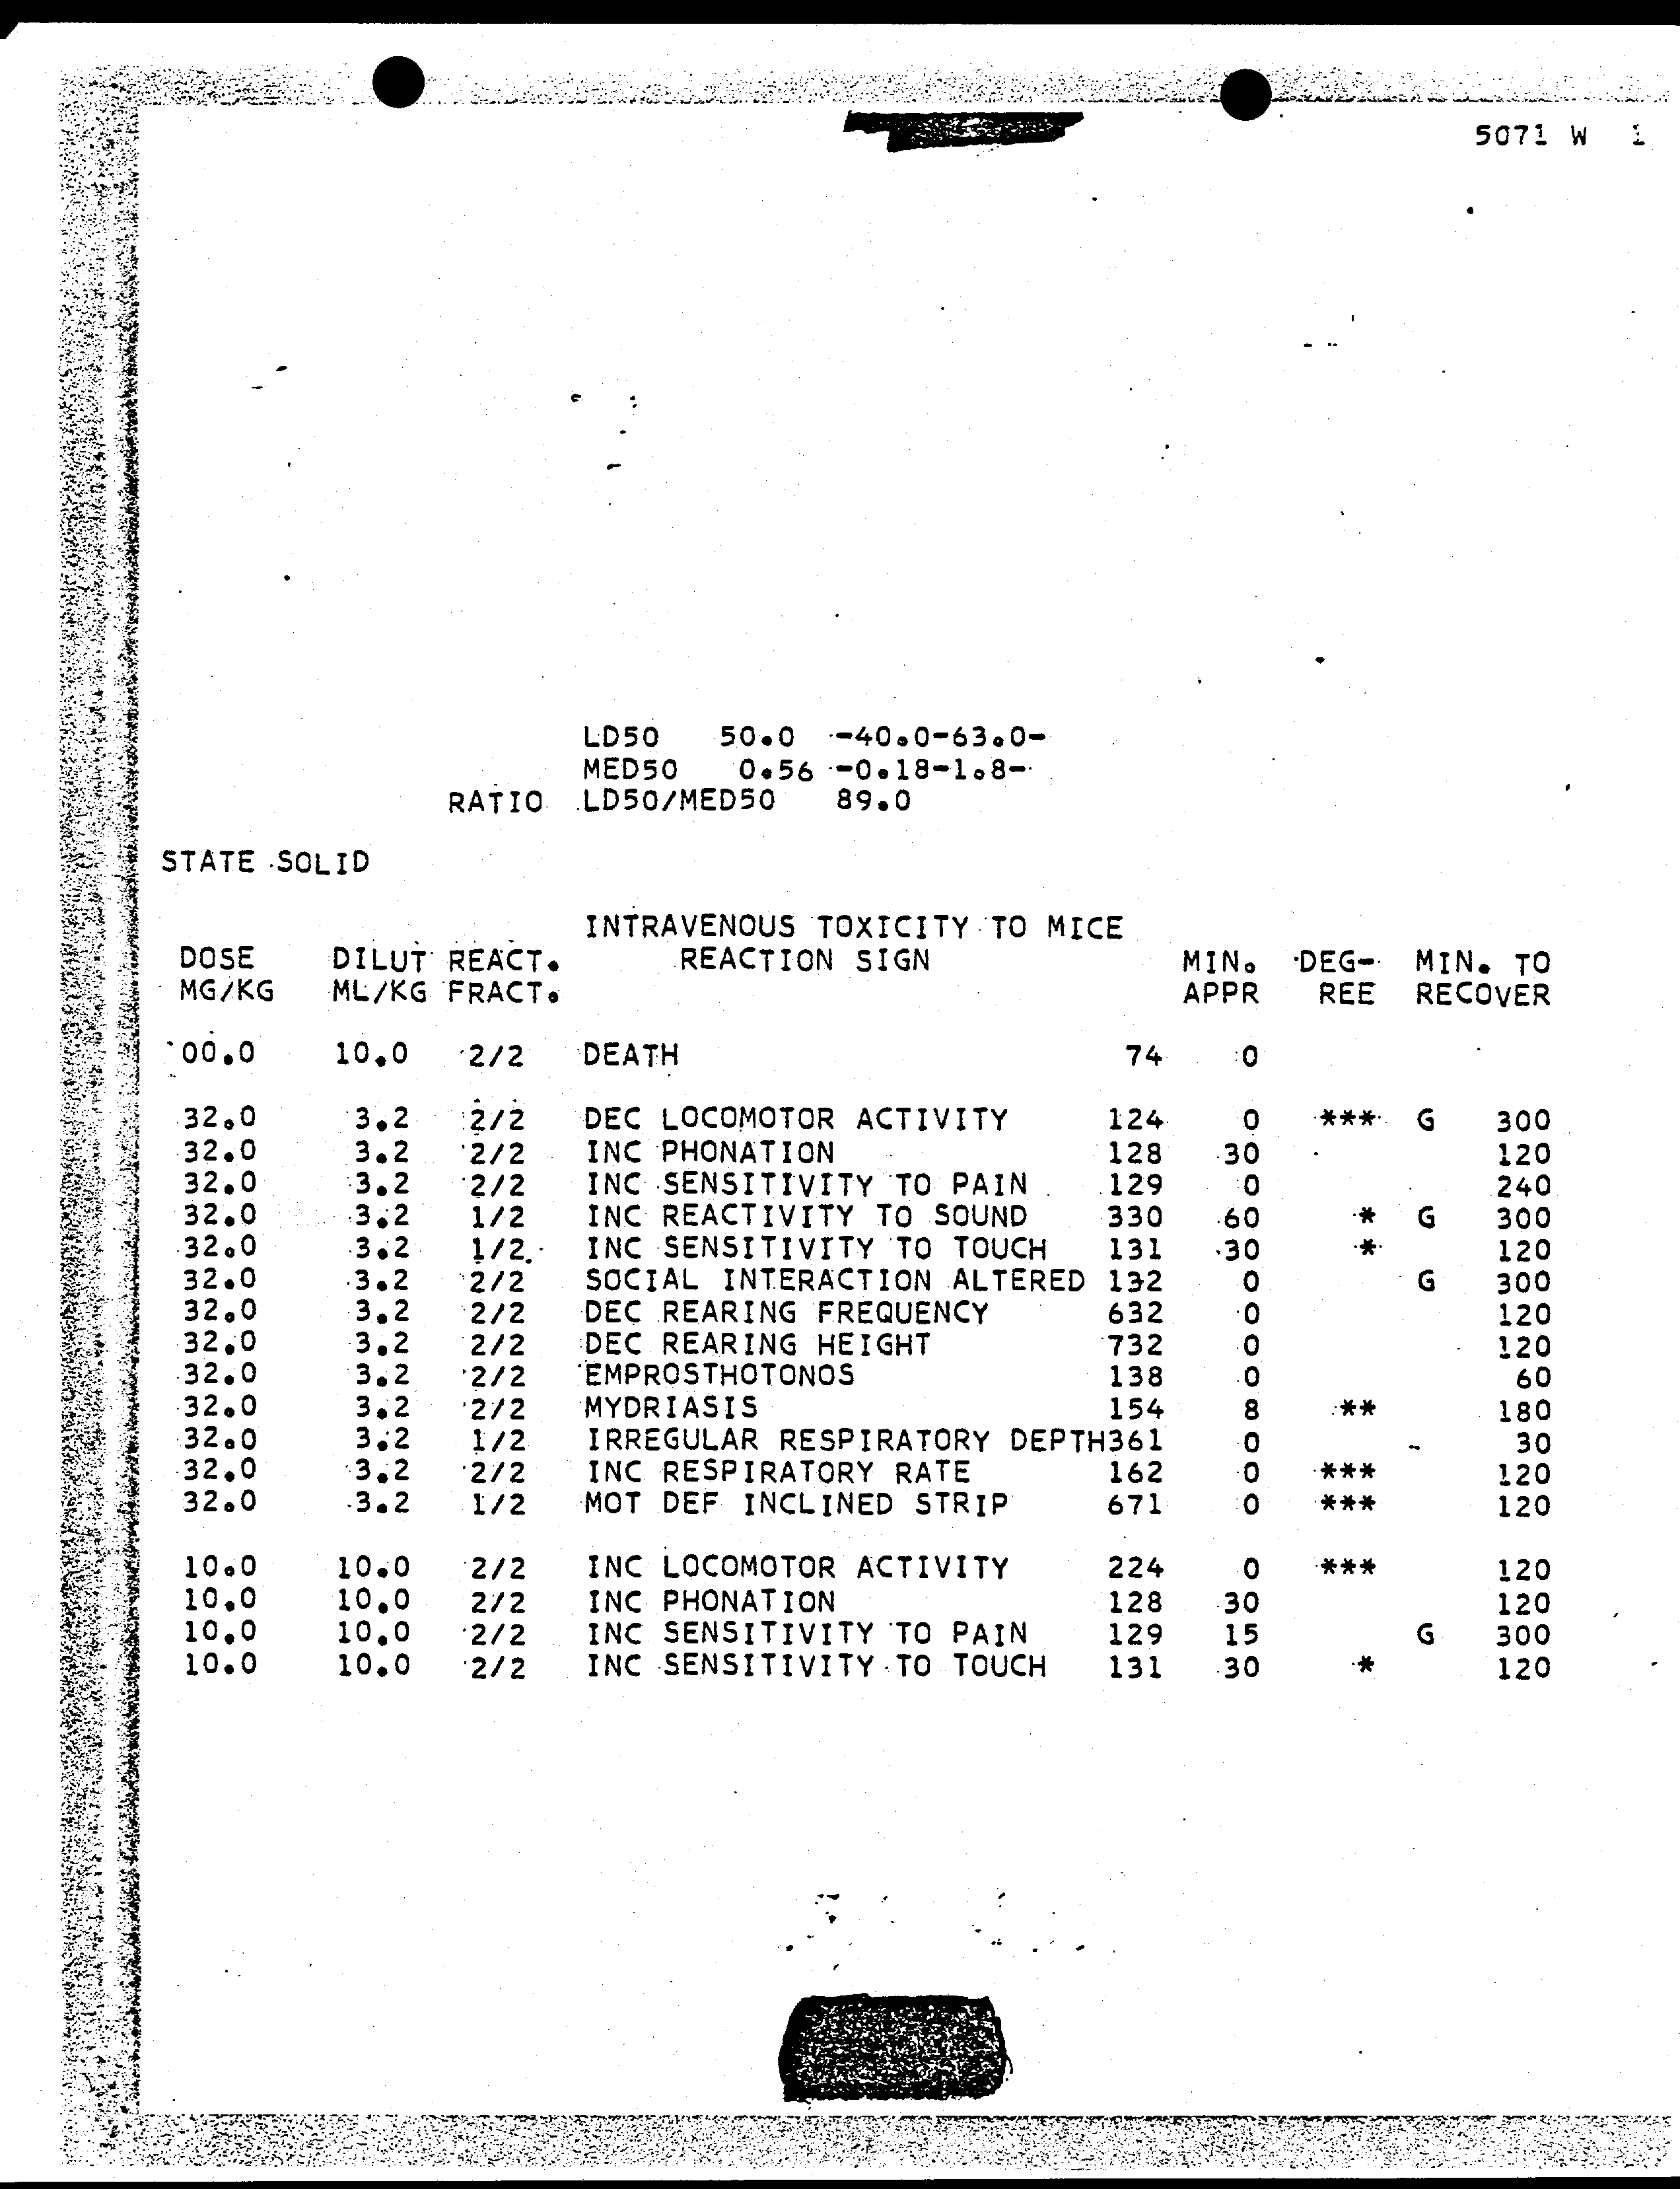 5071 W 1
LD50 50.0 -40.0-63.0-
MED50 0.56 -0.18-1.8-
RATIO LD50/MED50 89.0
STATE SOLID
INTRAVENOUS TOXICITY TO MICE
DOSE DILUT REACT. REACTION SIGN MIN. DEG- MIN. TO
MG/KG ML/KG FRACT. APPR REE RECOVER
00.0 10.0 2/2 DEATH 74 0
32.0 3.2 2/2 DEC LOCOMOTOR ACTIVITY 124 0 *** G 300
32.0 3.2 2/2 INC PHONATION 128 30 120
32.0 3.2 2/2 INC SENSITIVITY TO PAIN 129 0 240
32.0 3.2 1/2 INC REACTIVITY TO SOUND 330 60 * G 300
32.0 3.2 1/2 INC SENSITIVITY TO TOUCH 131 30 * 120
32.0 3.2 2/2 SOCIAL INTERACTION ALTERED 132 0 G 300
32.0 3.2 2/2 DEC REARING FREQUENCY 632 0 120
32.0 3.2 2/2 DEC REARING HEIGHT 732 0 120
32.0 3.2 2/2 EMPROSTHOTONOS 138 0 60
32.0 3.2 2/2 MYDRIASIS 154 8 ** 180
32.0 3.2 1/2 IRREGULAR RESPIRATORY DEPTH361 0 30
32.0 3.2 2/2 INC RESPIRATORY RATE 162 0 *** 120
32.0 3.2 1/2 MOT DEF INCLINED STRIP 671 0 *** 120
10.0 10.0 2/2 INC LOCOMOTOR ACTIVITY 224 0 *** 120
10.0 10.0 2/2 INC PHONATION 128 30 120
10.0 10.0 2/2 INC SENSITIVITY TO PAIN 129 15 G 300
10.0 10.0 2/2 INC SENSITIVITY TO TOUCH 131 30 * 120